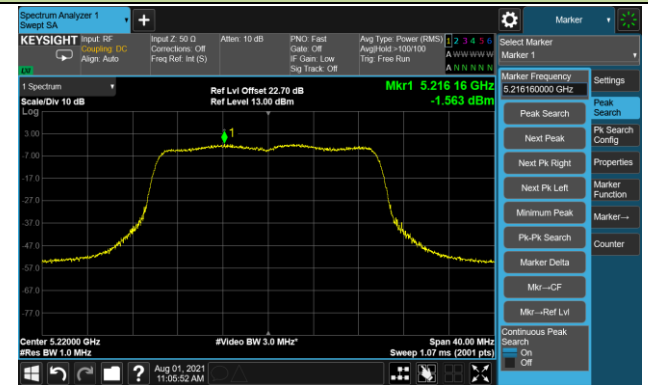 Spectrum Analyzer 1
Swept SA
+
Marker
KEYSIGHT
Input: RF
Coupling: DC
Align: Auto
Input Z: 50 Ω
Corrections: Off
Freq Ref: Int (S)
Atten: 10 dB
PNO: Fast
Gate: Off
IF Gain: Low
Sig Track: Off
Avg Type: Power (RMS)
Avg|Hold:>100/100
Trig: Free Run
1 2 3 4 5 6
A W W W W W
A N N N N N
Select Marker
Marker 1
1 Spectrum
Scale/Div 10 dB
Log
Ref Lvl Offset 22.70 dB
Ref Level 13.00 dBm
Mkr1 5.216 16 GHz
-1.563 dBm
3.00
-7.00
-17.0
-27.0
-37.0
-47.0
-57.0
-67.0
-77.0
1
Center 5.22000 GHz
#Res BW 1.0 MHz
#Video BW 3.0 MHz*
Span 40.00 MHz
Sweep 1.07 ms (2001 pts)
Marker Frequency
5.216160000 GHz
Peak Search
Next Peak
Next Pk Right
Next Pk Left
Minimum Peak
Pk-Pk Search
Marker Delta
Mkr→CF
Mkr→Ref Lvl
Continuous Peak
Search
On
Off
Settings
Peak
Search
Pk Search
Config
Properties
Marker
Function
Marker→
Counter
?
Aug 01, 2021
11:05:52 AM